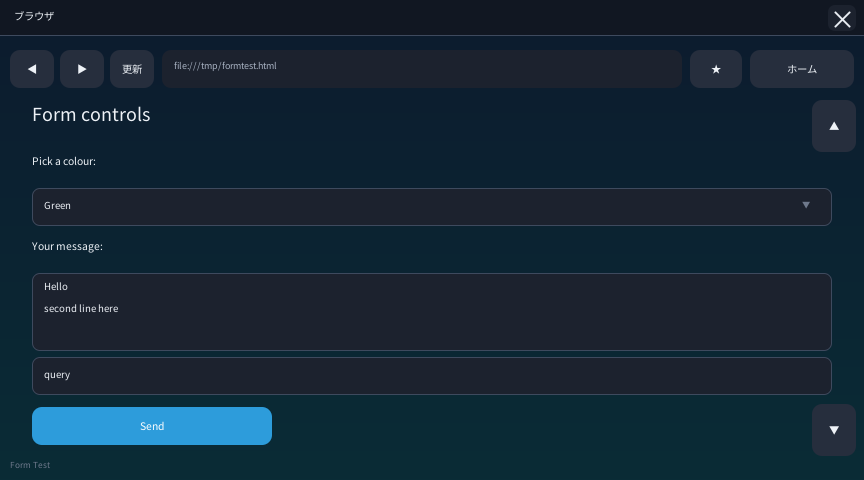 ブラウザ
◀ ▶ 更新 file:///tmp/formtest.html ★ ホーム
Form controls
▲
Pick a colour:
Green ▼
Your message:
Hello
second line here
query
Send
▼
Form Test